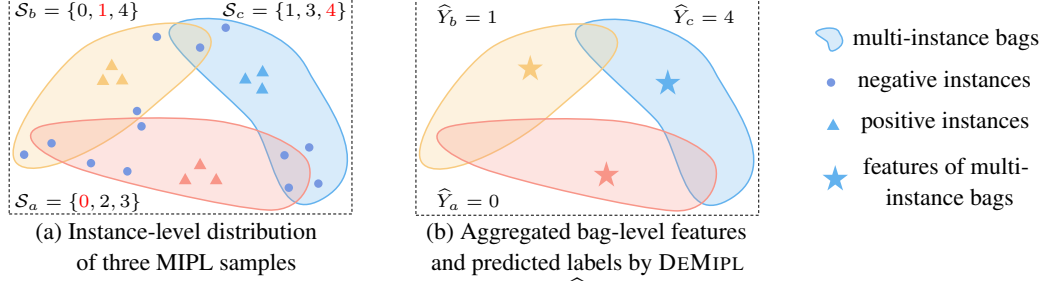 S_b = {0, 1, 4}
S_c = {1, 3, 4}
S_a = {0, 2, 3}
(a) Instance-level distribution
of three MIPL samples
Ŷ_b = 1
Ŷ_c = 4
Ŷ_a = 0
(b) Aggregated bag-level features
and predicted labels by DEMIPL
multi-instance bags
negative instances
positive instances
features of multi-
instance bags